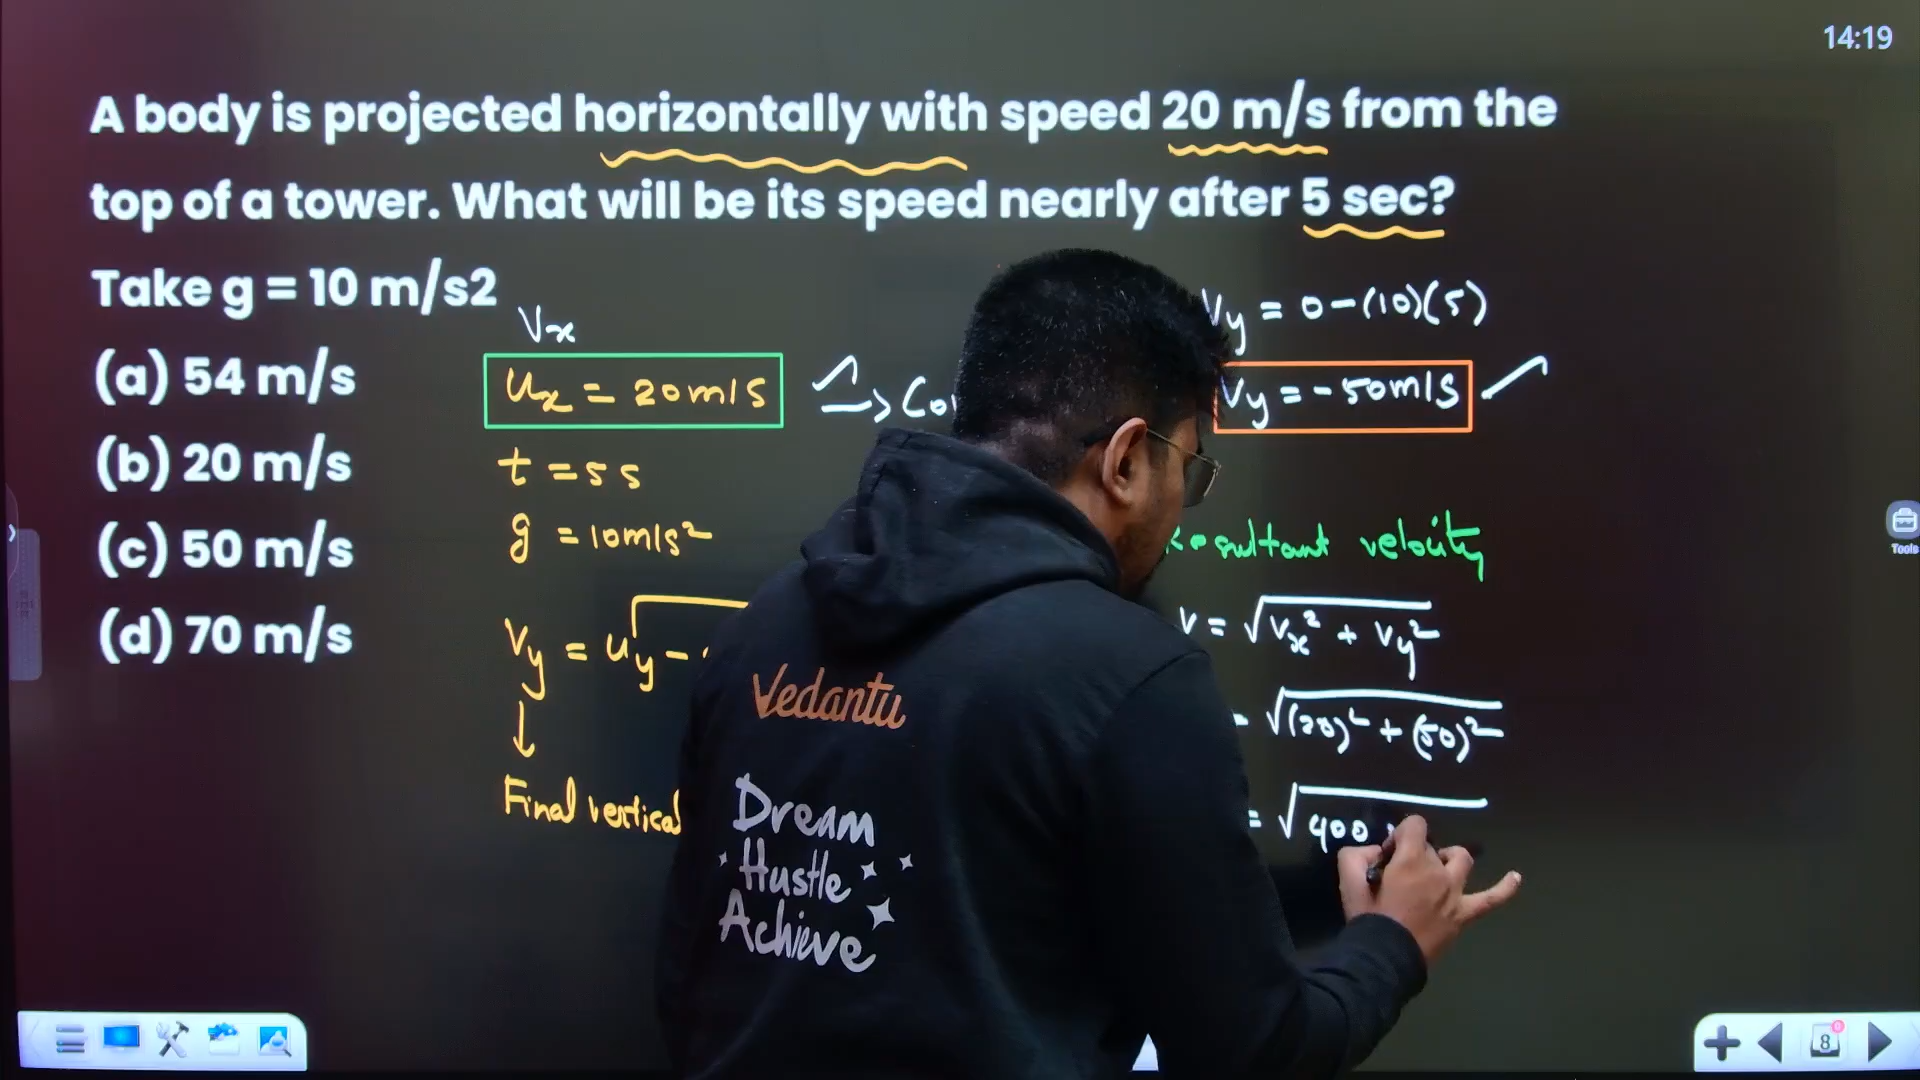 14:19
A body is projected horizontally with speed 20 m/s from the
top of a tower. What will be its speed nearly after 5 sec?
Take g = 10 m/s2
(a) 54 m/s
(b) 20 m/s
(c) 50 m/s
(d) 70 m/s
Vx
Ux = 20m/s
t = 5 s
g = 10m/s²
Vy = Uy -
Final vertical
Vy = 0 - (10)(5)
Vy = - 50m/s
Resultant velocity
V = √Vx² + Vy²
= √(20)² + (50)²
= √400
Vedantu
Dream
Hustle
Achieve
Tools
8